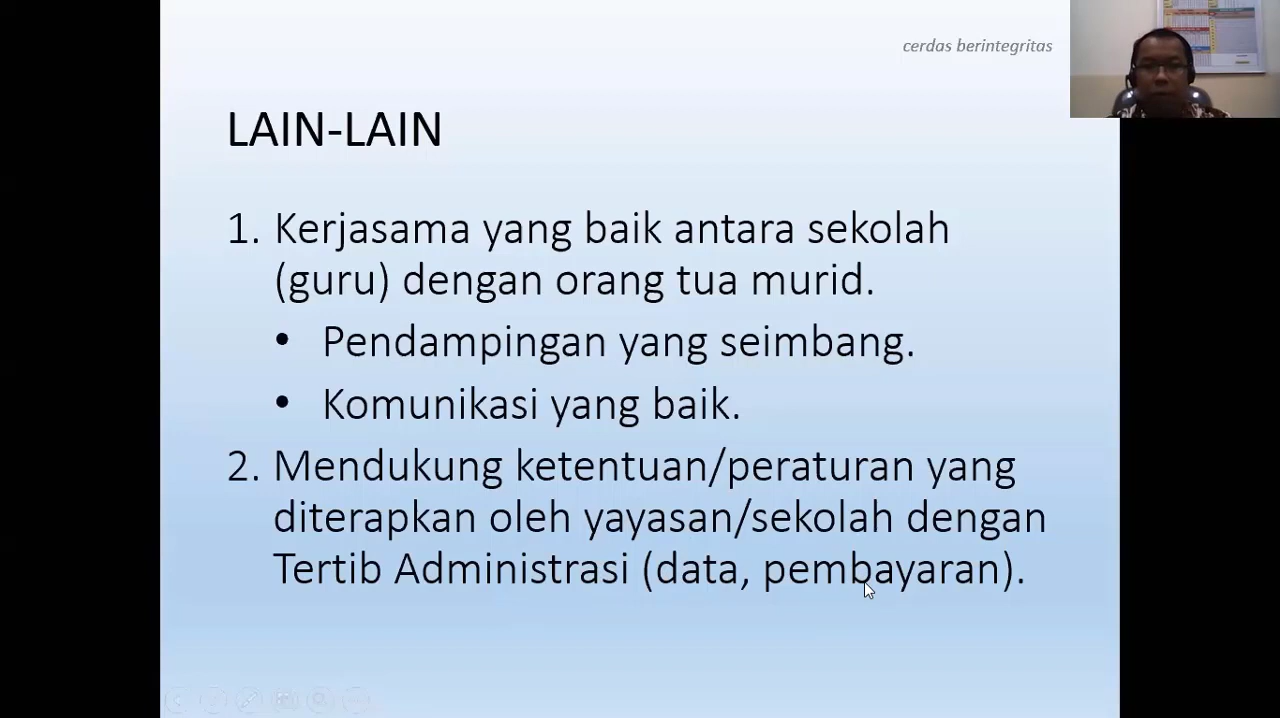 cerdas berintegritas
LAIN-LAIN
1. Kerjasama yang baik antara sekolah
(guru) dengan orang tua murid.
• Pendampingan yang seimbang.
• Komunikasi yang baik.
2. Mendukung ketentuan/peraturan yang
diterapkan oleh yayasan/sekolah dengan
Tertib Administrasi (data, pembayaran).